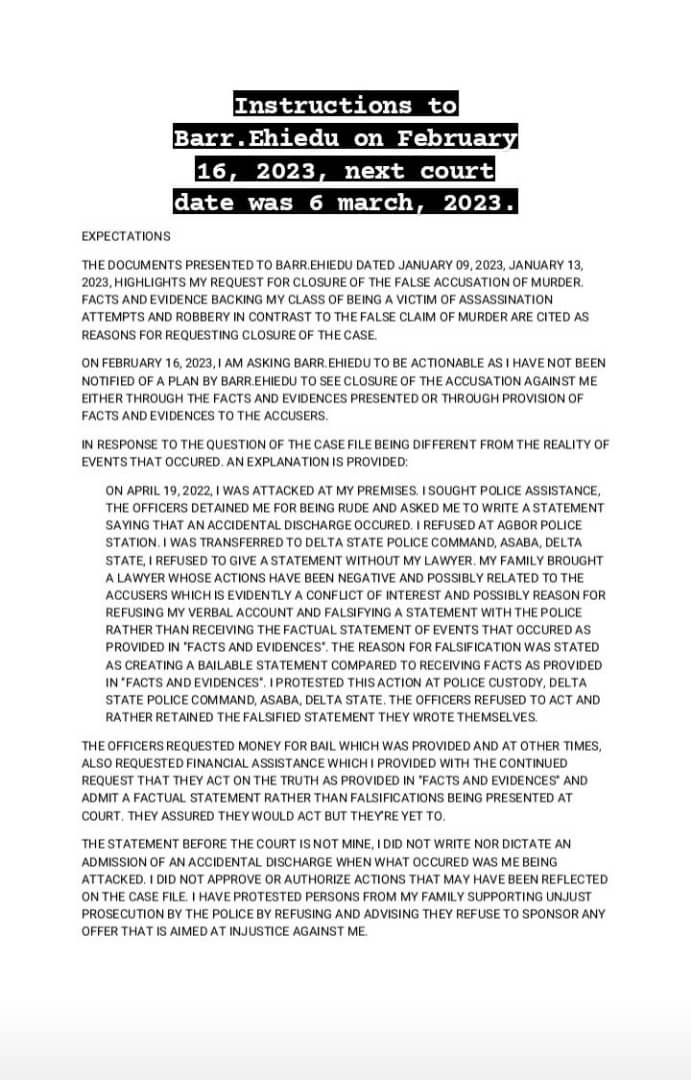 Instructions to
Barr.Ehiedu on February
16, 2023, next court
date was 6 march, 2023.
EXPECTATIONS
THE DOCUMENTS PRESENTED TO BARR.EHIEDU DATED JANUARY 09, 2023, JANUARY 13,
2023, HIGHLIGHTS MY REQUEST FOR CLOSURE OF THE FALSE ACCUSATION OF MURDER.
FACTS AND EVIDENCE BACKING MY CLASS OF BEING A VICTIM OF ASSASSINATION
ATTEMPTS AND ROBBERY IN CONTRAST TO THE FALSE CLAIM OF MURDER ARE CITED AS
REASONS FOR REQUESTING CLOSURE OF THE CASE.
ON FEBRUARY 16, 2023, I AM ASKING BARR.EHIEDU TO BE ACTIONABLE AS I HAVE NOT BEEN
NOTIFIED OF A PLAN BY BARR.EHIEDU TO SEE CLOSURE OF THE ACCUSATION AGAINST ME
EITHER THROUGH THE FACTS AND EVIDENCES PRESENTED OR THROUGH PROVISION OF
FACTS AND EVIDENCES TO THE ACCUSERS.
IN RESPONSE TO THE QUESTION OF THE CASE FILE BEING DIFFERENT FROM THE REALITY OF
EVENTS THAT OCCURED. AN EXPLANATION IS PROVIDED:
ON APRIL 19, 2022, I WAS ATTACKED AT MY PREMISES. I SOUGHT POLICE ASSISTANCE,
THE OFFICERS DETAINED ME FOR BEING RUDE AND ASKED ME TO WRITE A STATEMENT
SAYING THAT AN ACCIDENTAL DISCHARGE OCCURED. I REFUSED AT AGBOR POLICE
STATION. I WAS TRANSFERRED TO DELTA STATE POLICE COMMAND, ASABA, DELTA
STATE, I REFUSED TO GIVE A STATEMENT WITHOUT MY LAWYER. MY FAMILY BROUGHT
A LAWYER WHOSE ACTIONS HAVE BEEN NEGATIVE AND POSSIBLY RELATED TO THE
ACCUSERS WHICH IS EVIDENTLY A CONFLICT OF INTEREST AND POSSIBLY REASON FOR
REFUSING MY VERBAL ACCOUNT AND FALSIFYING A STATEMENT WITH THE POLICE
RATHER THAN RECEIVING THE FACTUAL STATEMENT OF EVENTS THAT OCCURED AS
PROVIDED IN "FACTS AND EVIDENCES". THE REASON FOR FALSIFICATION WAS STATED
AS CREATING A BAILABLE STATEMENT COMPARED TO RECEIVING FACTS AS PROVIDED
IN "FACTS AND EVIDENCES". I PROTESTED THIS ACTION AT POLICE CUSTODY, DELTA
STATE POLICE COMMAND, ASABA, DELTA STATE. THE OFFICERS REFUSED TO ACT AND
RATHER RETAINED THE FALSIFIED STATEMENT THEY WROTE THEMSELVES.
THE OFFICERS REQUESTED MONEY FOR BAIL WHICH WAS PROVIDED AND AT OTHER TIMES,
ALSO REQUESTED FINANCIAL ASSISTANCE WHICH I PROVIDED WITH THE CONTINUED
REQUEST THAT THEY ACT ON THE TRUTH AS PROVIDED IN "FACTS AND EVIDENCES" AND
ADMIT A FACTUAL STATEMENT RATHER THAN FALSIFICATIONS BEING PRESENTED AT
COURT. THEY ASSURED THEY WOULD ACT BUT THEY'RE YET TO.
THE STATEMENT BEFORE THE COURT IS NOT MINE, I DID NOT WRITE NOR DICTATE AN
ADMISSION OF AN ACCIDENTAL DISCHARGE WHEN WHAT OCCURED WAS ME BEING
ATTACKED. I DID NOT APPROVE OR AUTHORIZE ACTIONS THAT MAY HAVE BEEN REFLECTED
ON THE CASE FILE. I HAVE PROTESTED PERSONS FROM MY FAMILY SUPPORTING UNJUST
PROSECUTION BY THE POLICE BY REFUSING AND ADVISING THEY REFUSE TO SPONSOR ANY
OFFER THAT IS AIMED AT INJUSTICE AGAINST ME.